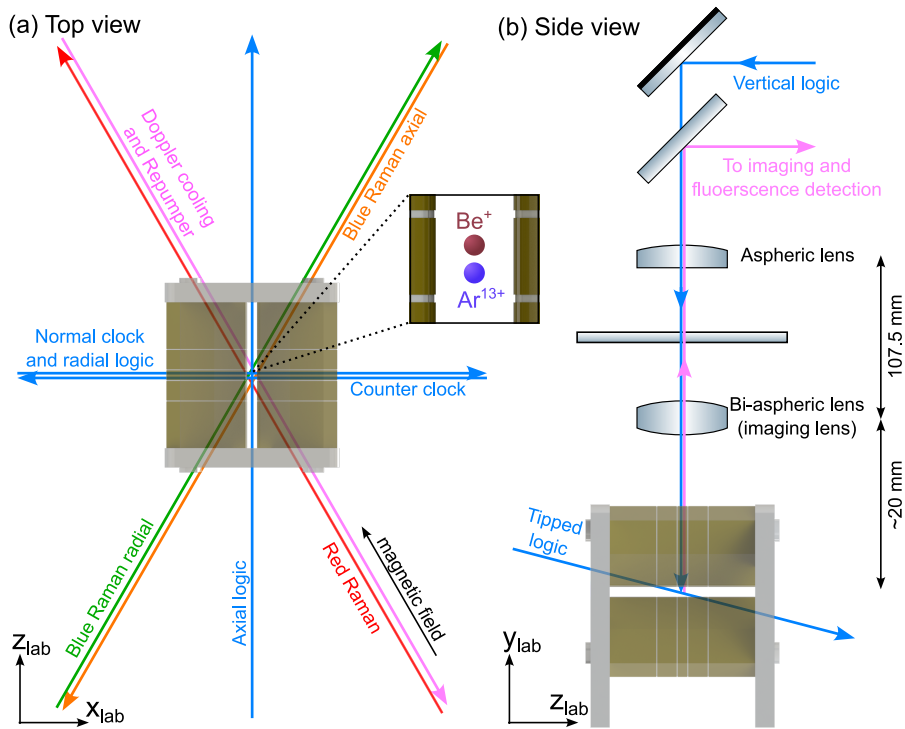 (a) Top view
Doppler cooling
and Repumper
Blue Raman axial
Be+
Ar13+
Normal clock
and radial logic
Counter clock
Blue Raman radial
Axial logic
Red Raman
magnetic field
zlab
xlab
(b) Side view
Vertical logic
To imaging and
fluoerscence detection
Aspheric lens
107.5 mm
Bi-aspheric lens
(imaging lens)
~20 mm
Tipped
logic
ylab
zlab